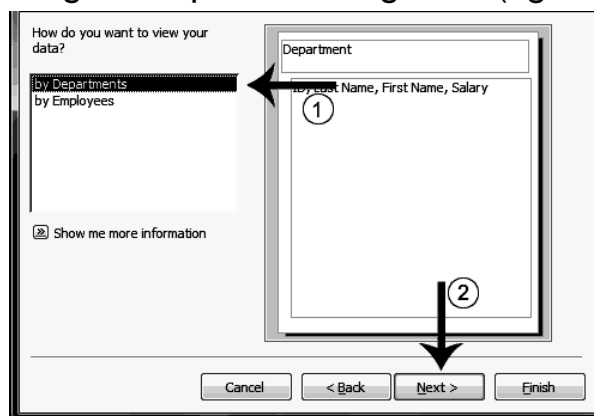 How do you want to view your
data?
by Departments
by Employees
Show me more information
Department
Last Name, First Name, Salary
1
2
Cancel
< Back
Next >
Finish